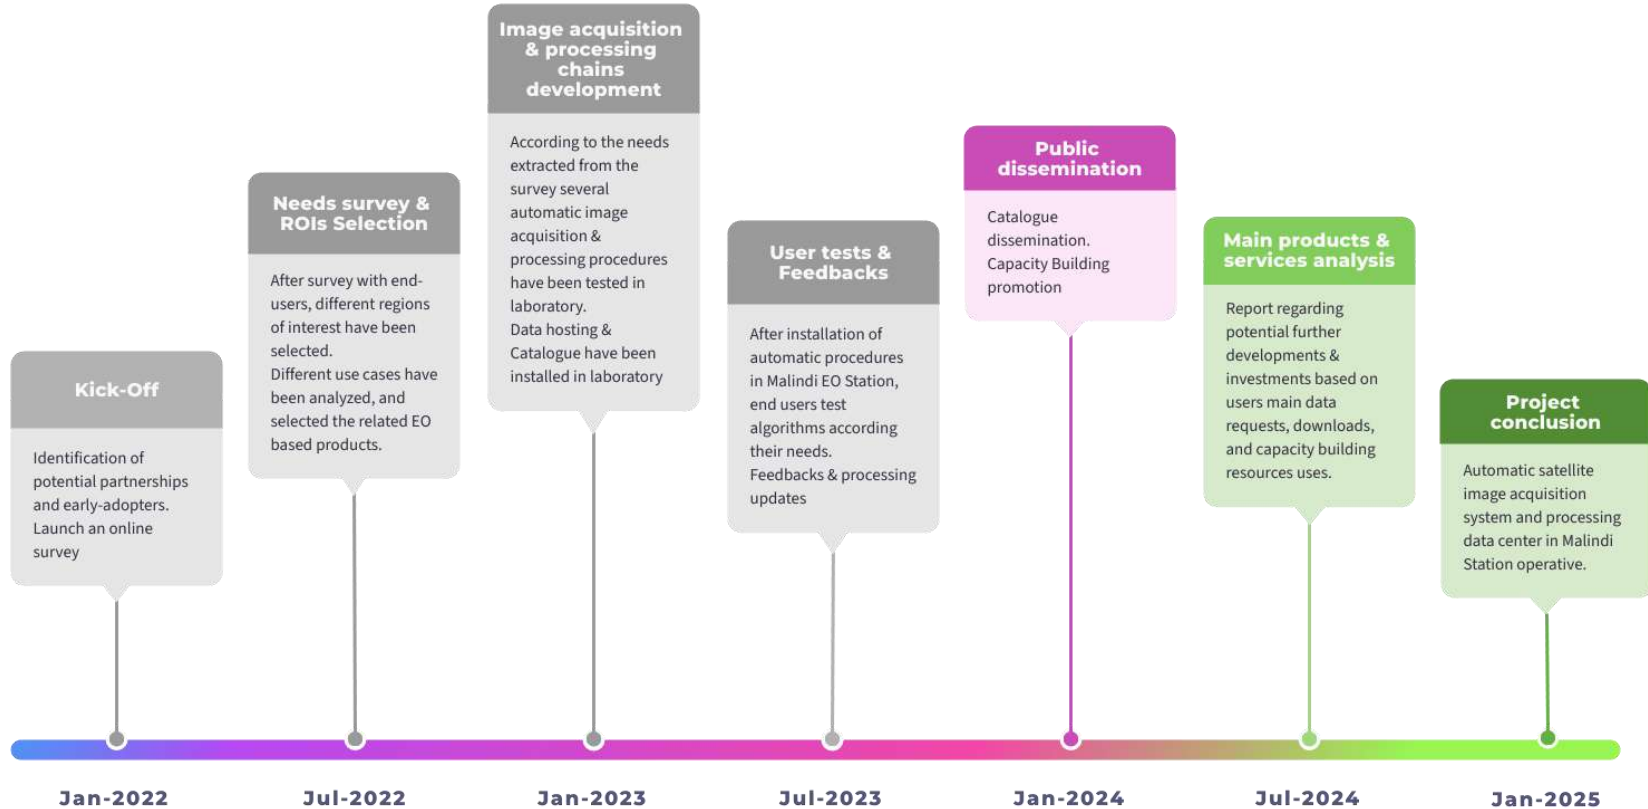 Kick-Off
Identification of
potential partnerships
and early-adopters.
Launch an online
survey
Needs survey &
ROIs Selection
After survey with end-
users, different regions
of interest have been
selected.
Different use cases have
been analyzed, and
selected the related EO
based products.
Image acquisition
& processing
chains
development
According to the needs
extracted from the
survey several
automatic image
acquisition &
processing procedures
have been tested in
laboratory.
Data hosting &
Catalogue have been
installed in laboratory
User tests &
Feedbacks
After installation of
automatic procedures
in Malindi EO Station,
end users test
algorithms according
their needs.
Feedbacks & processing
updates
Public
dissemination
Catalogue
dissemination.
Capacity Building
promotion
Main products &
services analysis
Report regarding
potential further
developments &
investments based on
users main data
requests, downloads,
and capacity building
resources uses.
Project
conclusion
Automatic satellite
image acquisition
system and processing
data center in Malindi
Station operative.
Jan-2022
Jul-2022
Jan-2023
Jul-2023
Jan-2024
Jul-2024
Jan-2025